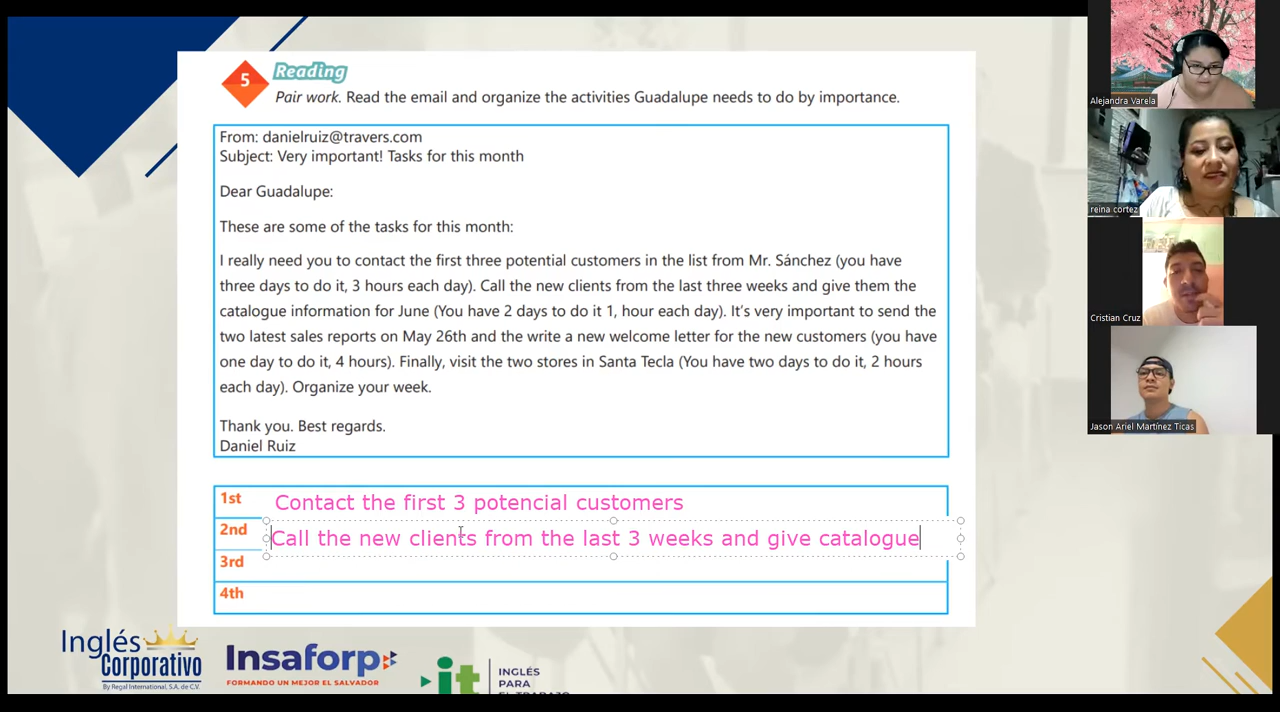 5
Reading
Pair work. Read the email and organize the activities Guadalupe needs to do by importance.
From: danielruiz@travers.com
Subject: Very important! Tasks for this month
Dear Guadalupe:
These are some of the tasks for this month:
I really need you to contact the first three potential customers in the list from Mr. Sánchez (you have
three days to do it, 3 hours each day). Call the new clients from the last three weeks and give them the
catalogue information for June (You have 2 days to do it 1, hour each day). It's very important to send the
two latest sales reports on May 26th and the write a new welcome letter for the new customers (you have
one day to do it, 4 hours). Finally, visit the two stores in Santa Tecla (You have two days to do it, 2 hours
each day). Organize your week.
Thank you. Best regards.
Daniel Ruiz
1st Contact the first 3 potencial customers
2nd Call the new clients from the last 3 weeks and give catalogue
3rd
4th
Inglés
Corporativo
By Regal International, S.A. de C.V.
Insaforp
FORMANDO UN MEJOR EL SALVADOR
it
INGLÉS
PARA
EL TRABAJO
Alejandra Varela
reina cortez
Cristian Cruz
Jason Ariel Martínez Ticas